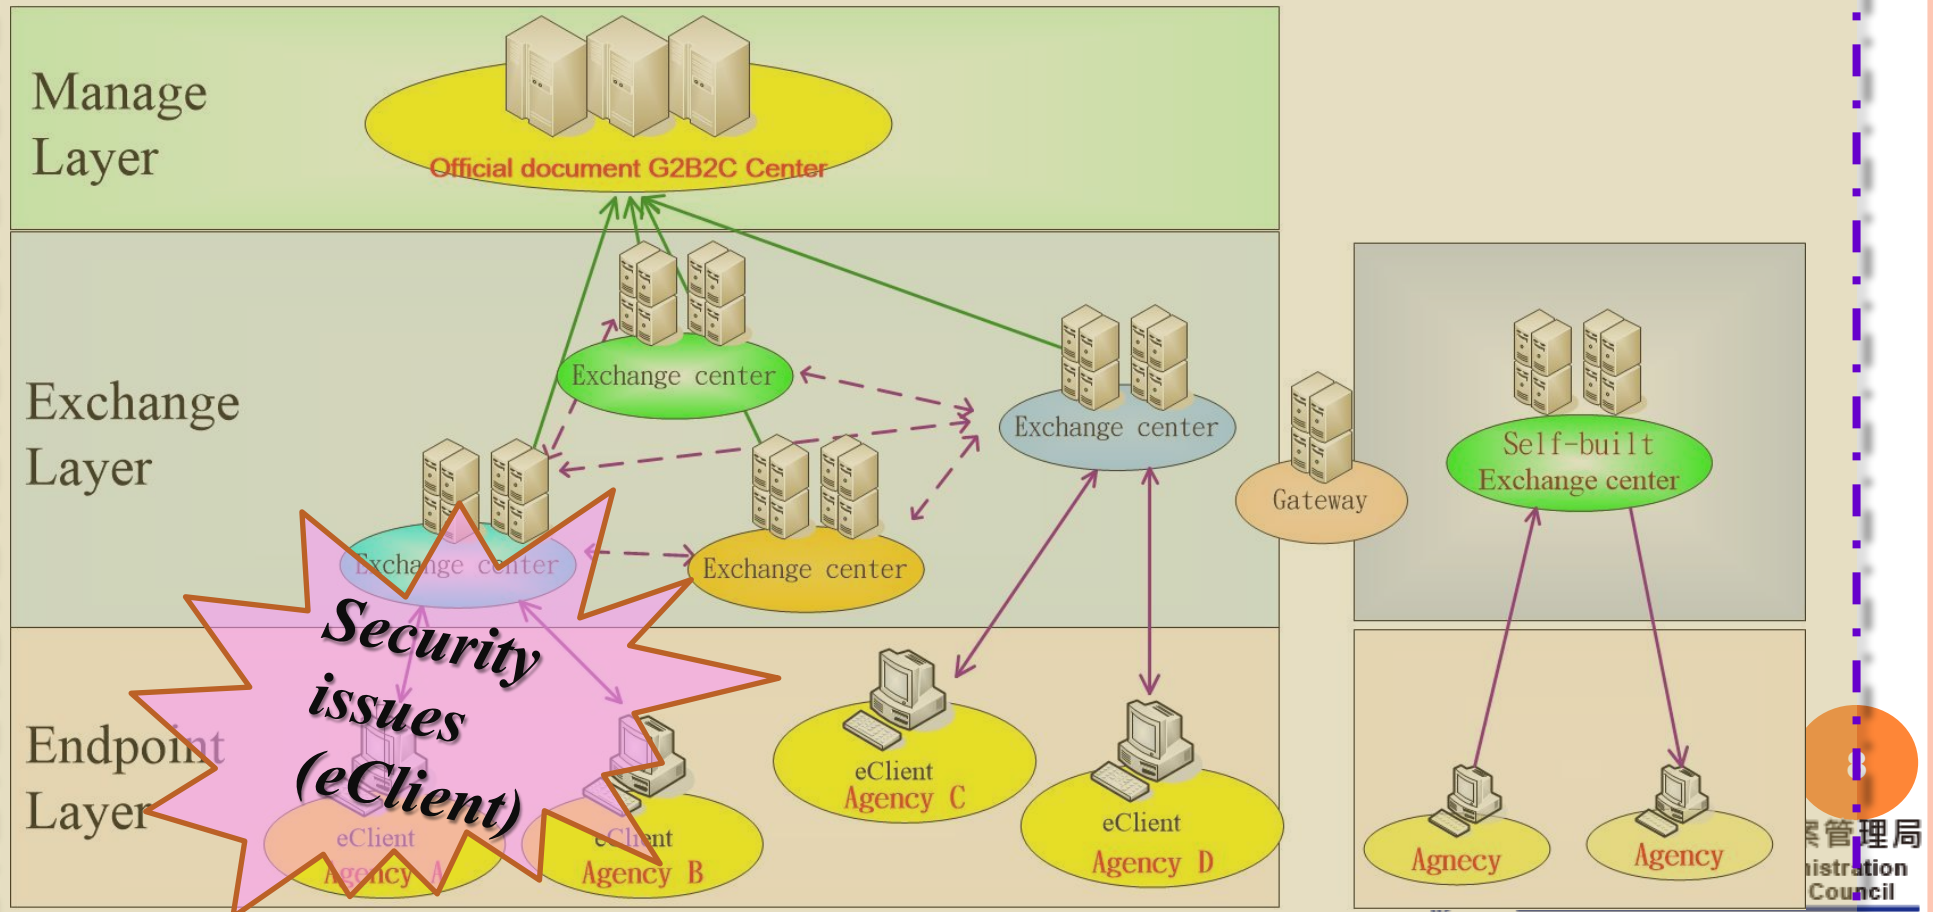 Manage
Layer
Official document G2B2C Center
Exchange
Layer
Exchange center
Exchange center
Exchange center
Exchange center
Gateway
Self-built
Exchange center
Security
issues
(eClient)
Endpoint
Layer
eClient
Agency A
eClient
Agency B
eClient
Agency C
eClient
Agency D
Agnecy
Agency
8
案管理局
nistration
Council